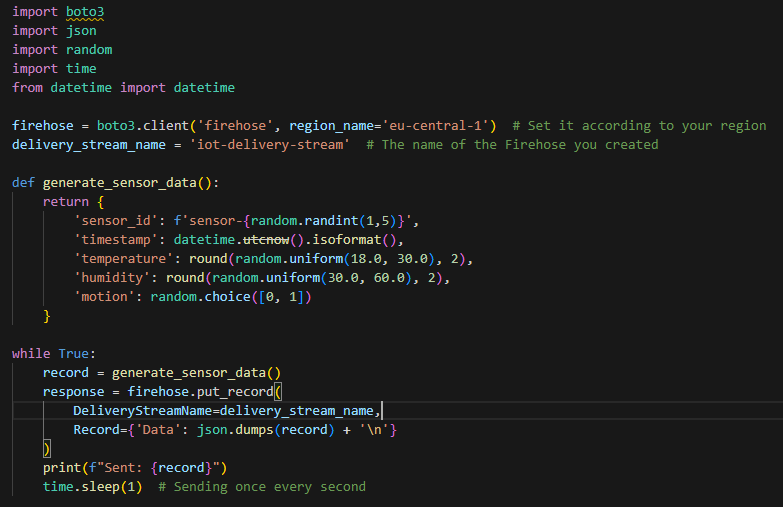 import boto3
import json
import random
import time
from datetime import datetime

firehose = boto3.client('firehose', region_name='eu-central-1')  # Set it according to your region
delivery_stream_name = 'iot-delivery-stream'  # The name of the Firehose you created

def generate_sensor_data():
    return {
        'sensor_id': f'sensor-{random.randint(1,5)}',
        'timestamp': datetime.utcnow().isoformat(),
        'temperature': round(random.uniform(18.0, 30.0), 2),
        'humidity': round(random.uniform(30.0, 60.0), 2),
        'motion': random.choice([0, 1])
    }

while True:
    record = generate_sensor_data()
    response = firehose.put_record(
        DeliveryStreamName=delivery_stream_name,
        Record={'Data': json.dumps(record) + '\n'}
    )
    print(f"Sent: {record}")
    time.sleep(1)  # Sending once every second